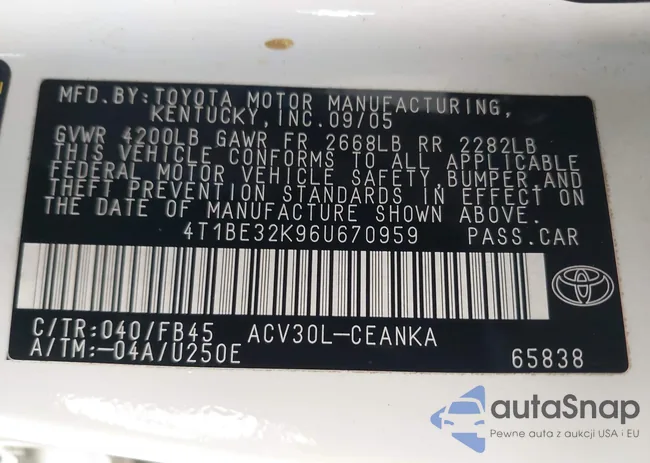 MFD.BY:TOYOTA MOTOR MANUFACTURING,
KENTUCKY, INC.09/05
GVWR 4200LB GAWR FR 2668LB RR 2282LB
THIS VEHICLE CONFORMS TO ALL APPLICABLE
FEDERAL MOTOR VEHICLE SAFETY,BUMPER,AND
THEFT PREVENTION STANDARDS IN EFFECT ON
THE DATE OF MANUFACTURE SHOWN ABOVE.
4T1BE32K96U670959 PASS.CAR
C/TR:040/FB45 ACV30L-CEANKA
A/TM:-04A/U250E 65838
autaSnap
Pewne auta z aukcji USA i EU